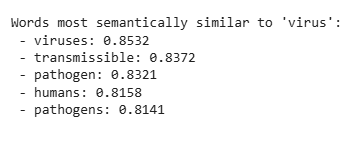 Words most semantically similar to 'virus':
- viruses: 0.8532
- transmissible: 0.8372
- pathogen: 0.8321
- humans: 0.8158
- pathogens: 0.8141